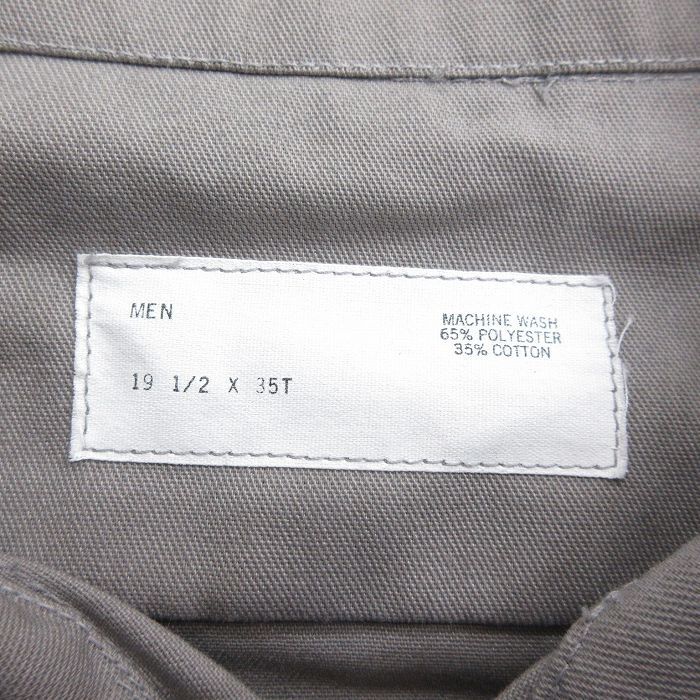 MEN
19 1/2 X 35T
MACHINE WASH
65% POLYESTER
35% COTTON